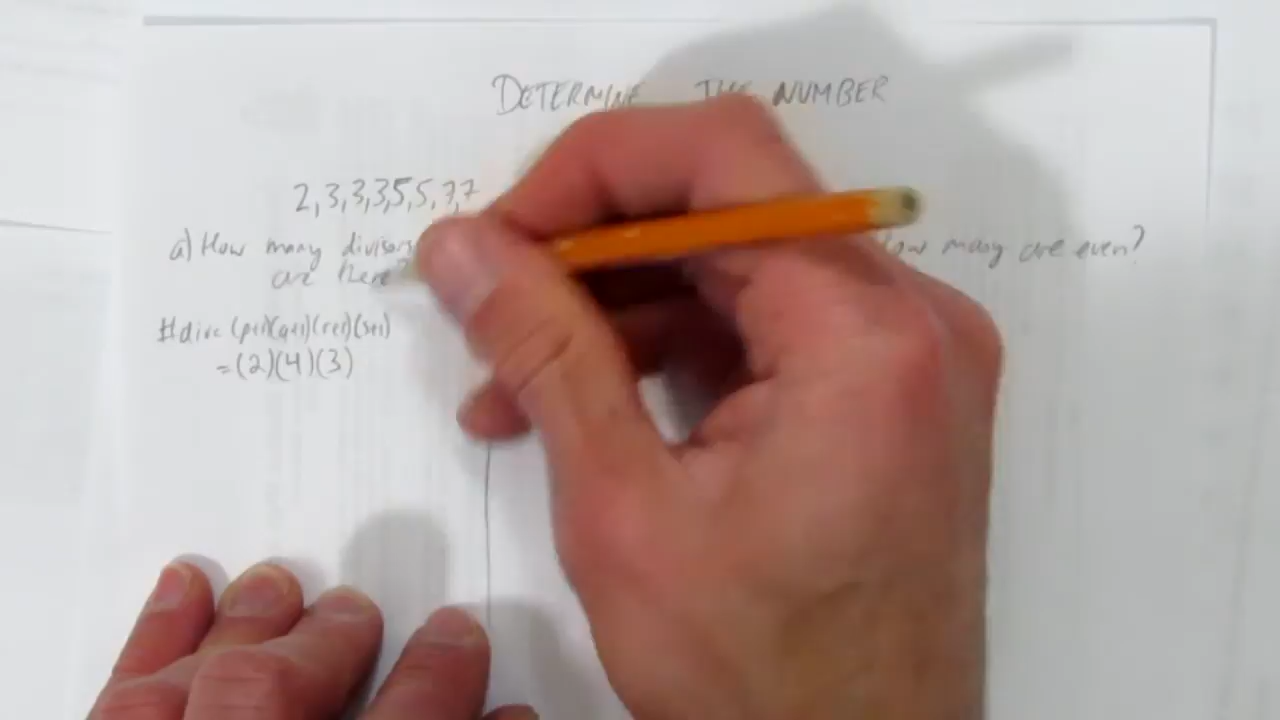 DETERMINE THE NUMBER
2,3,3,3,5,5,7,7
a) How many divisors
are there?
how many are even?
#div=(p+1)(q+1)(r+1)(s+1)
=(2)(4)(3)